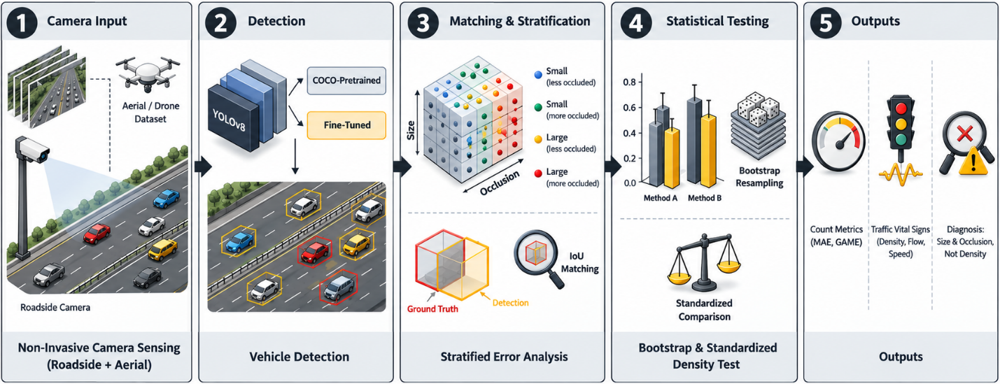 1
Camera Input
Aerial / Drone
Dataset
Roadside Camera
Non-Invasive Camera Sensing
(Roadside + Aerial)
2
Detection
YOLOv8
COCO-Pretrained
Fine-Tuned
Vehicle Detection
3
Matching & Stratification
Size
Occlusion
Small
(less occluded)
Small
(more occluded)
Large
(less occluded)
Large
(more occluded)
IoU
Matching
Ground Truth
Detection
Stratified Error Analysis
4
Statistical Testing
0.8
0.6
0.4
0.2
0.0
Method A
Method B
Bootstrap
Resampling
Standardized
Comparison
Bootstrap & Standardized
Density Test
5
Outputs
Count Metrics
(MAE, GAME)
Traffic Vital Signs
(Density, Flow,
Speed)
Diagnosis:
Size & Occlusion,
Not Density
Outputs